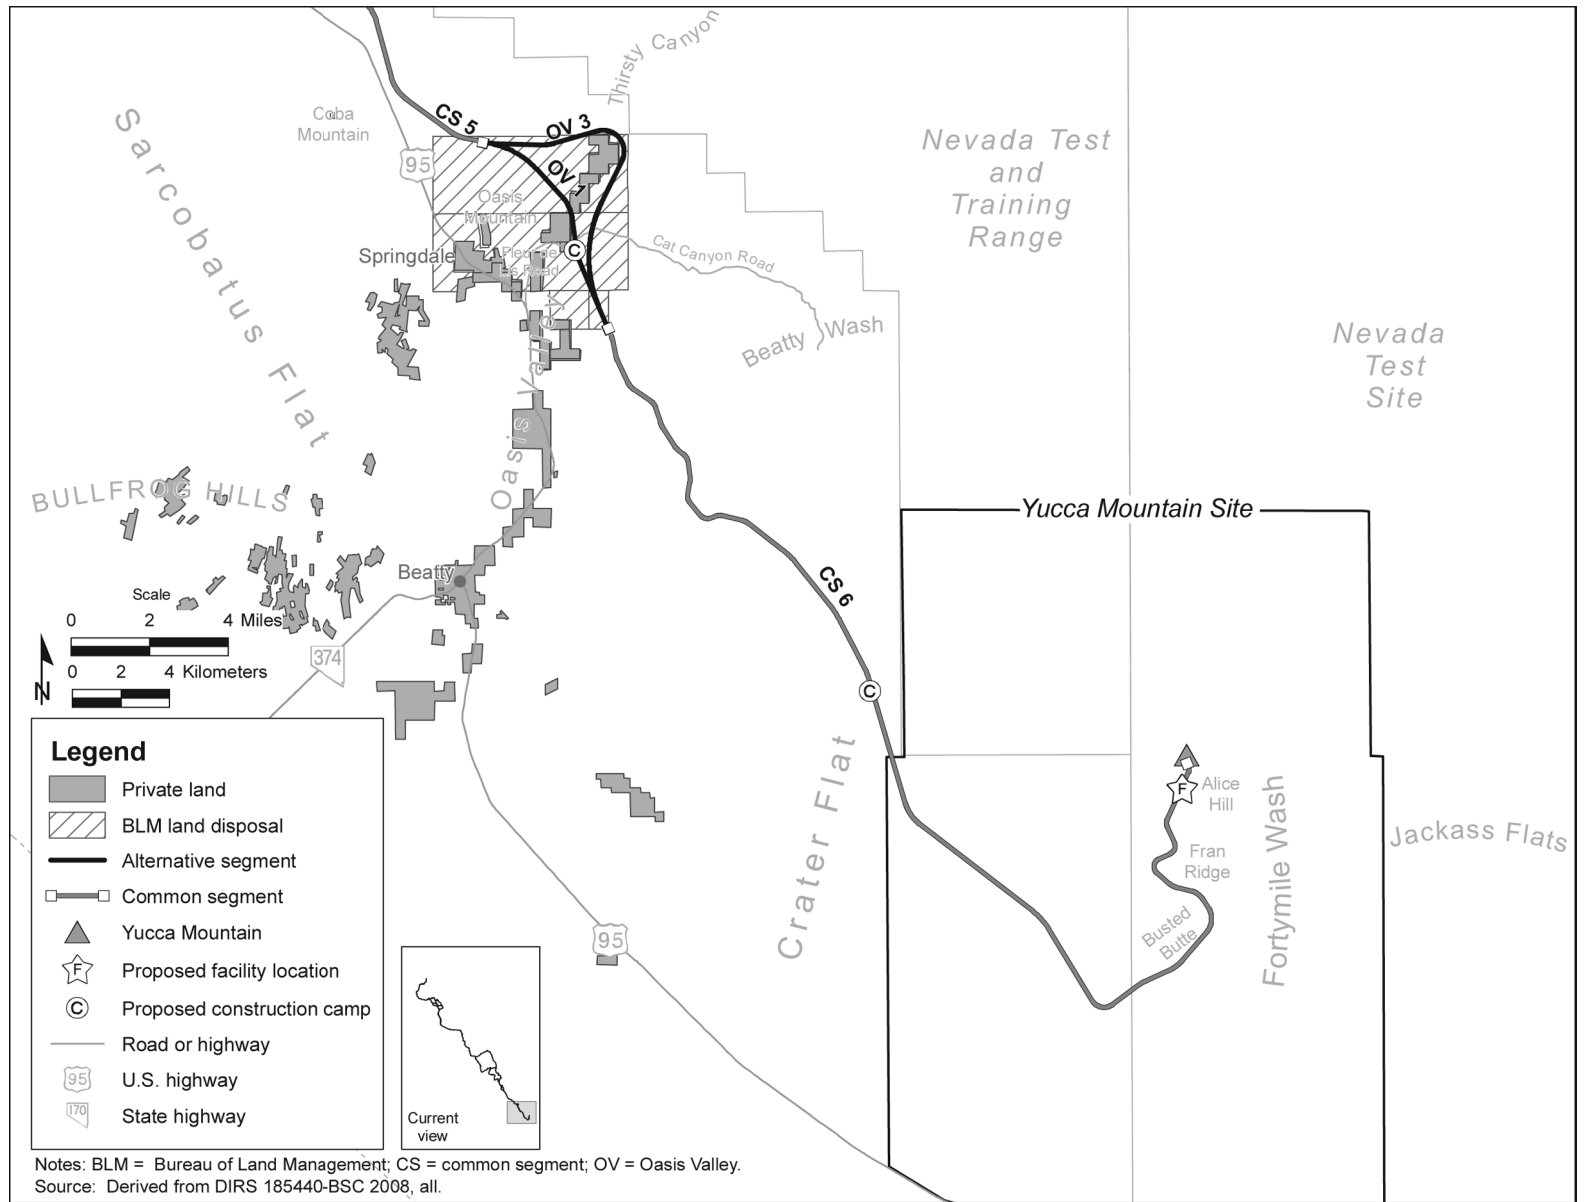 Thirsty Canyon
Coba
Mountain
CS 5
OV 3
OV 1
95
Sarcobatus Flat
Nevada Test
and
Training
Range
Oasis
Mountain
Springdale
Fleur de
Lis Road
C
Cat Canyon Road
Beatty Wash
Nevada
Test
Site
Oasis Valley
BULLFROG HILLS
Yucca Mountain Site
Beatty
CS 6
Scale
0 2 4 Miles
0 2 4 Kilometers
N
374
C
Crater Flat
F
Alice
Hill
Fran
Ridge
Busted
Butte
Fortymile Wash
Jackass Flats
95
Legend
Private land
BLM land disposal
Alternative segment
Common segment
Yucca Mountain
F Proposed facility location
C Proposed construction camp
Road or highway
95 U.S. highway
170 State highway
Current
view
Notes: BLM = Bureau of Land Management; CS = common segment; OV = Oasis Valley.
Source: Derived from DIRS 185440-BSC 2008, all.